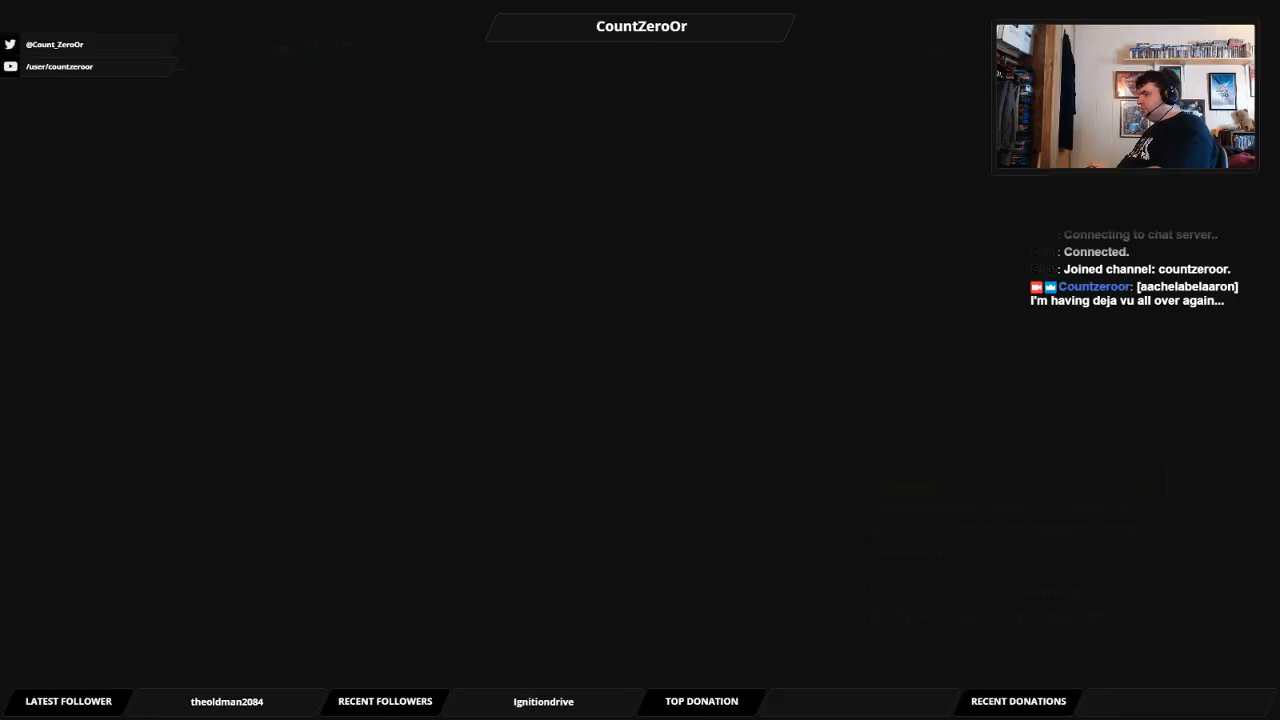 CountZeroOr
@Count_ZeroOr
/user/countzeroor
: Connecting to chat server..
: Connected.
: Joined channel: countzeroor.
Countzeroor: [aachelabelaaron]
I'm having deja vu all over again...
LATEST FOLLOWER
theoldman2084
RECENT FOLLOWERS
Ignitiondrive
TOP DONATION
RECENT DONATIONS